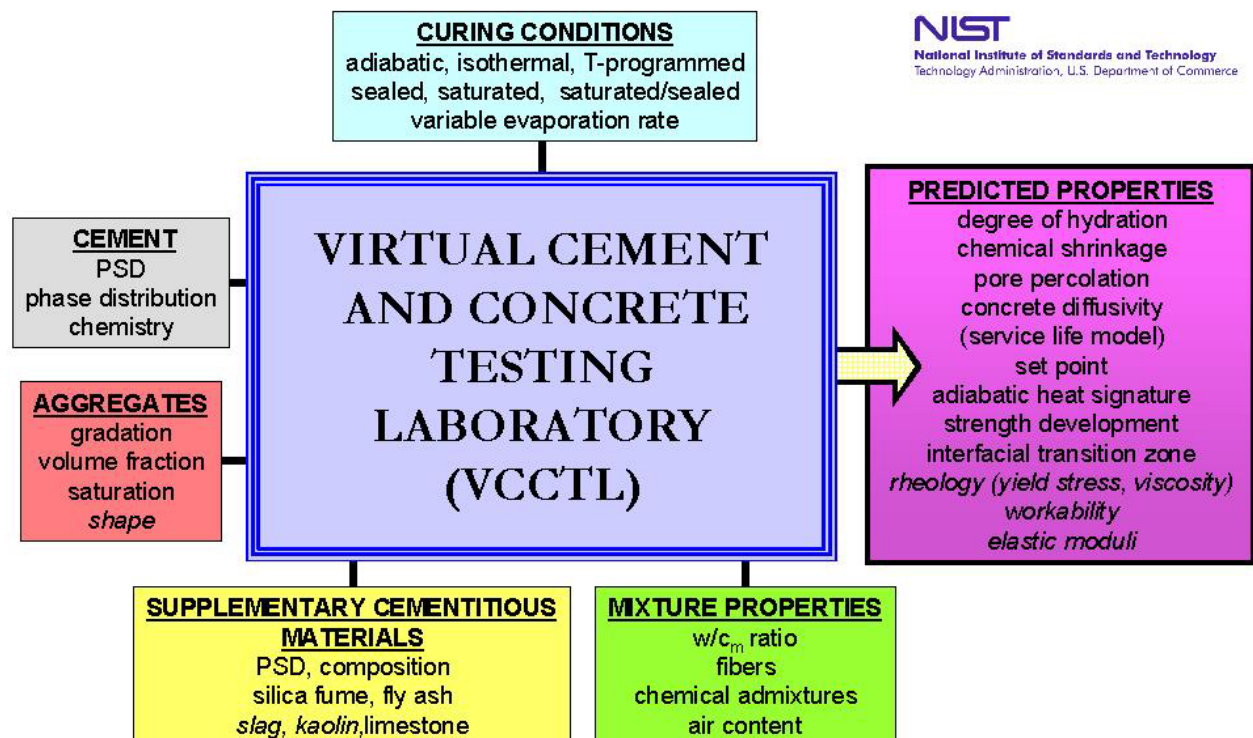 CURING CONDITIONS
adiabatic, isothermal, T-programmed
sealed, saturated, saturated/sealed
variable evaporation rate
NIST
National Institute of Standards and Technology
Technology Administration, U.S. Department of Commerce
CEMENT
PSD
phase distribution
chemistry
AGGREGATES
gradation
volume fraction
saturation
shape
VIRTUAL CEMENT
AND CONCRETE
TESTING
LABORATORY
(VCCTL)
PREDICTED PROPERTIES
degree of hydration
chemical shrinkage
pore percolation
concrete diffusivity
(service life model)
set point
adiabatic heat signature
strength development
interfacial transition zone
rheology (yield stress, viscosity)
workability
elastic moduli
SUPPLEMENTARY CEMENTITIOUS
MATERIALS
PSD, composition
silica fume, fly ash
slag, kaolin,limestone
MIXTURE PROPERTIES
w/cm ratio
fibers
chemical admixtures
air content